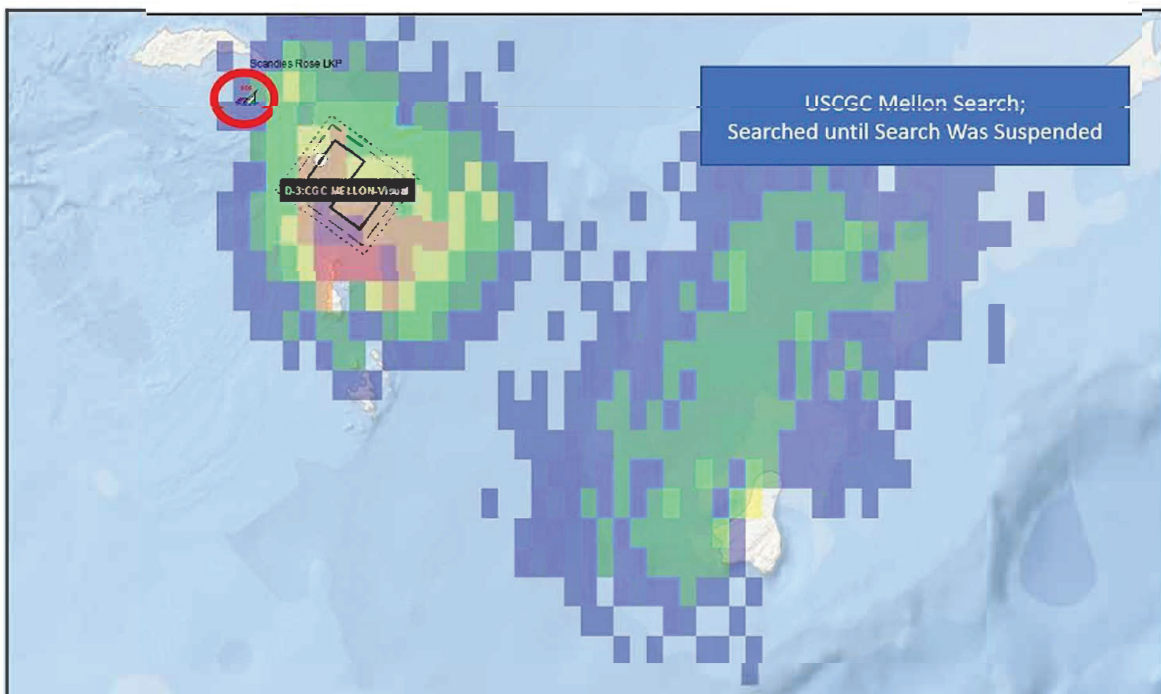 Scandies Rose LKP
USCGC Mellon Search;
Searched until Search Was Suspended
D-3:CGC MELLON-Visual